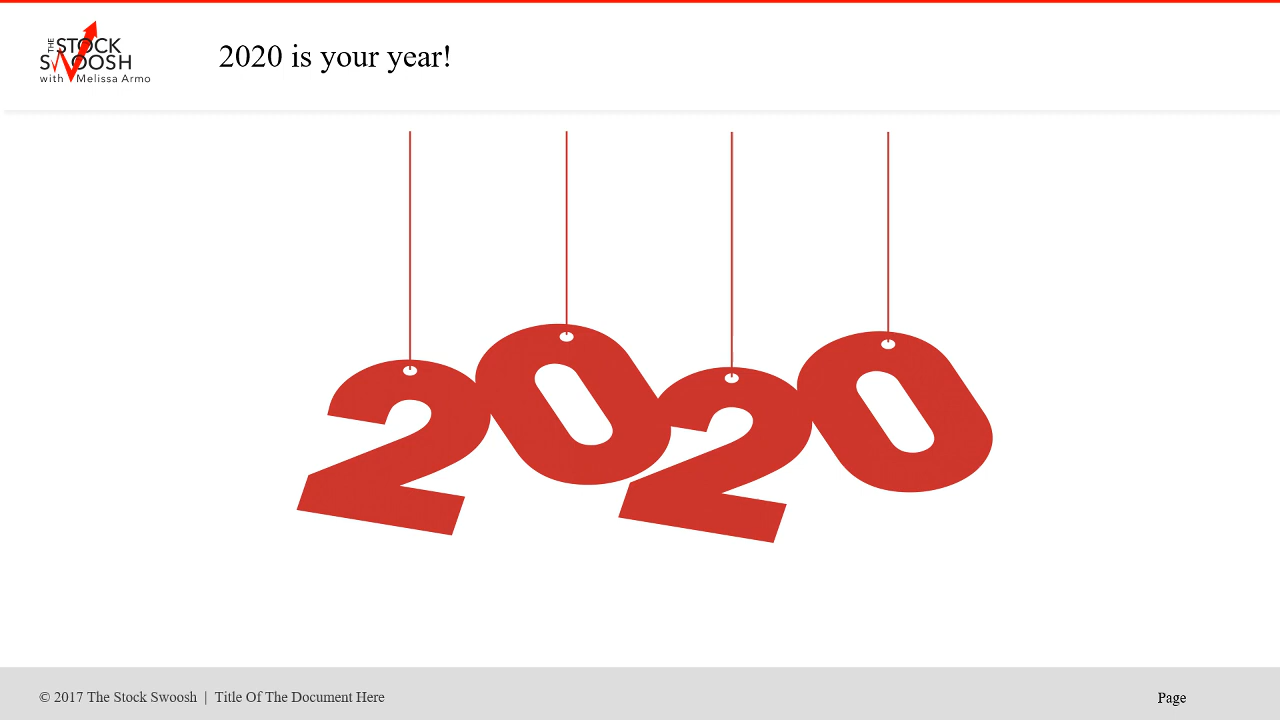 THE STOCK
SWOOSH
with Melissa Armo
2020 is your year!
2020
© 2017 The Stock Swoosh | Title Of The Document Here
Page